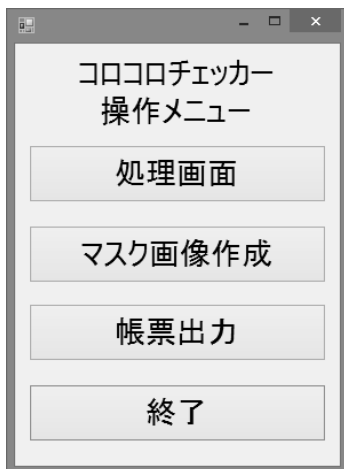 コロコロチェッカー
操作メニュー
処理画面
マスク画像作成
帳票出力
終了